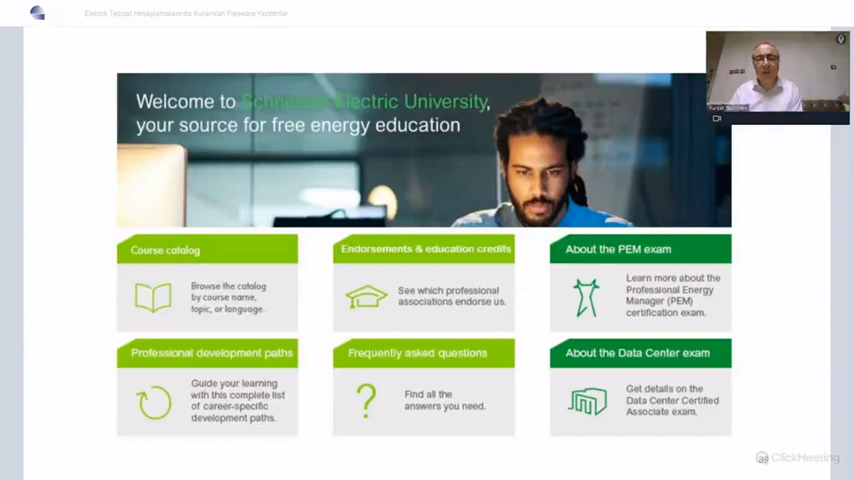 Elektrik Tesisat Hesaplamalarında Kullanılan Freeware Yazılımlar
Welcome to Schneider Electric University,
your source for free energy education
Course catalog
Browse the catalog
by course name,
topic, or language.
Endorsements & education credits
See which professional
associations endorse us.
About the PEM exam
Learn more about the
Professional Energy
Manager (PEM)
certification exam.
Professional development paths
Guide your learning
with this complete list
of career-specific
development paths.
Frequently asked questions
Find all the
answers you need.
About the Data Center exam
Get details on the
Data Center Certified
Associate exam.
ClickMeeting